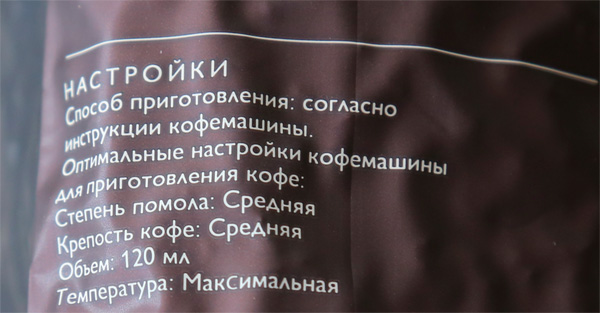 НАСТРОЙКИ
Способ приготовления: согласно
инструкции кофемашины.
Оптимальные настройки кофемашины
для приготовления кофе:
Степень помола: Средняя
Крепость кофе: Средняя
Объем: 120 мл
Температура: Максимальная